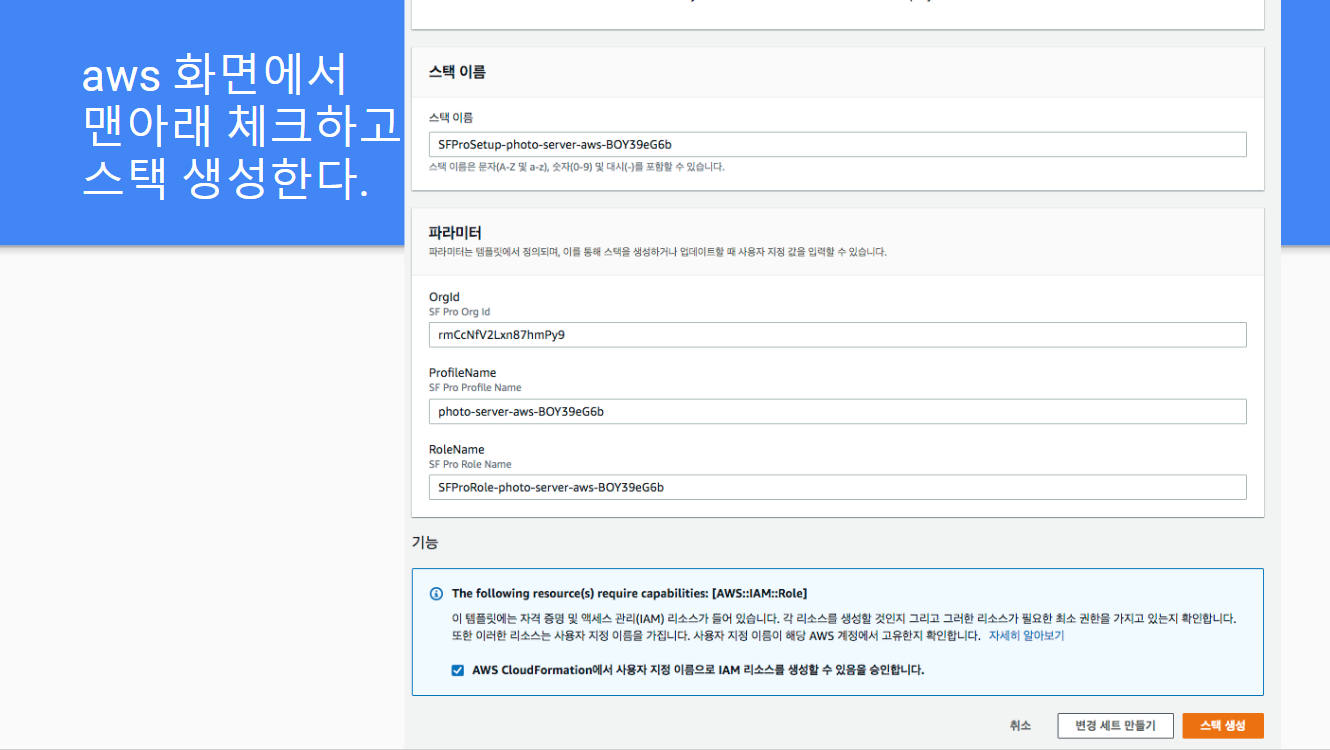 aws 화면에서
맨아래 체크하고
스택 생성한다.
스택 이름
스택 이름
SFProSetup-photo-server-aws-BOY39eG6b
스택 이름은 문자(A-Z 및 a-z), 숫자(0-9) 및 대시(-)를 포함할 수 있습니다.
파라미터
파라미터는 템플릿에서 정의되며, 이를 통해 스택을 생성하거나 업데이트할 때 사용자 지정 값을 입력할 수 있습니다.
OrgId
SF Pro Org Id
rmCcNfV2Lxn87hmPy9
ProfileName
SF Pro Profile Name
photo-server-aws-BOY39eG6b
RoleName
SF Pro Role Name
SFProRole-photo-server-aws-BOY39eG6b
기능
The following resource(s) require capabilities: [AWS::IAM::Role]
이 템플릿에는 자격 증명 및 액세스 관리(IAM) 리소스가 들어 있습니다. 각 리소스를 생성할 것인지 그리고 그러한 리소스가 필요한 최소 권한을 가지고 있는지 확인합니다.
또한 이러한 리소스는 사용자 지정 이름을 가집니다. 사용자 지정 이름이 해당 AWS 계정에서 고유한지 확인합니다. 자세히 알아보기
AWS CloudFormation에서 사용자 지정 이름으로 IAM 리소스를 생성할 수 있음을 승인합니다.
취소
변경 세트 만들기
스택 생성